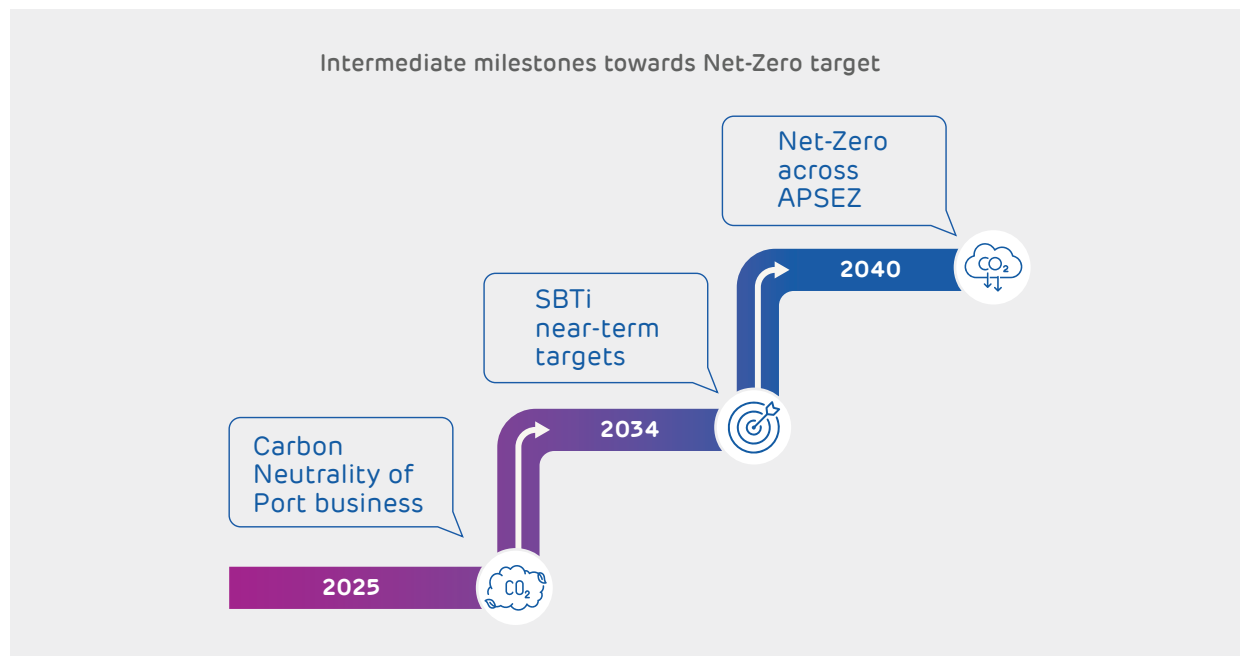 Intermediate milestones towards Net-Zero target
Net-Zero
across
APSEZ
2040
CO₂
SBTi
near-term
targets
2034
Carbon
Neutrality of
Port business
2025
CO₂